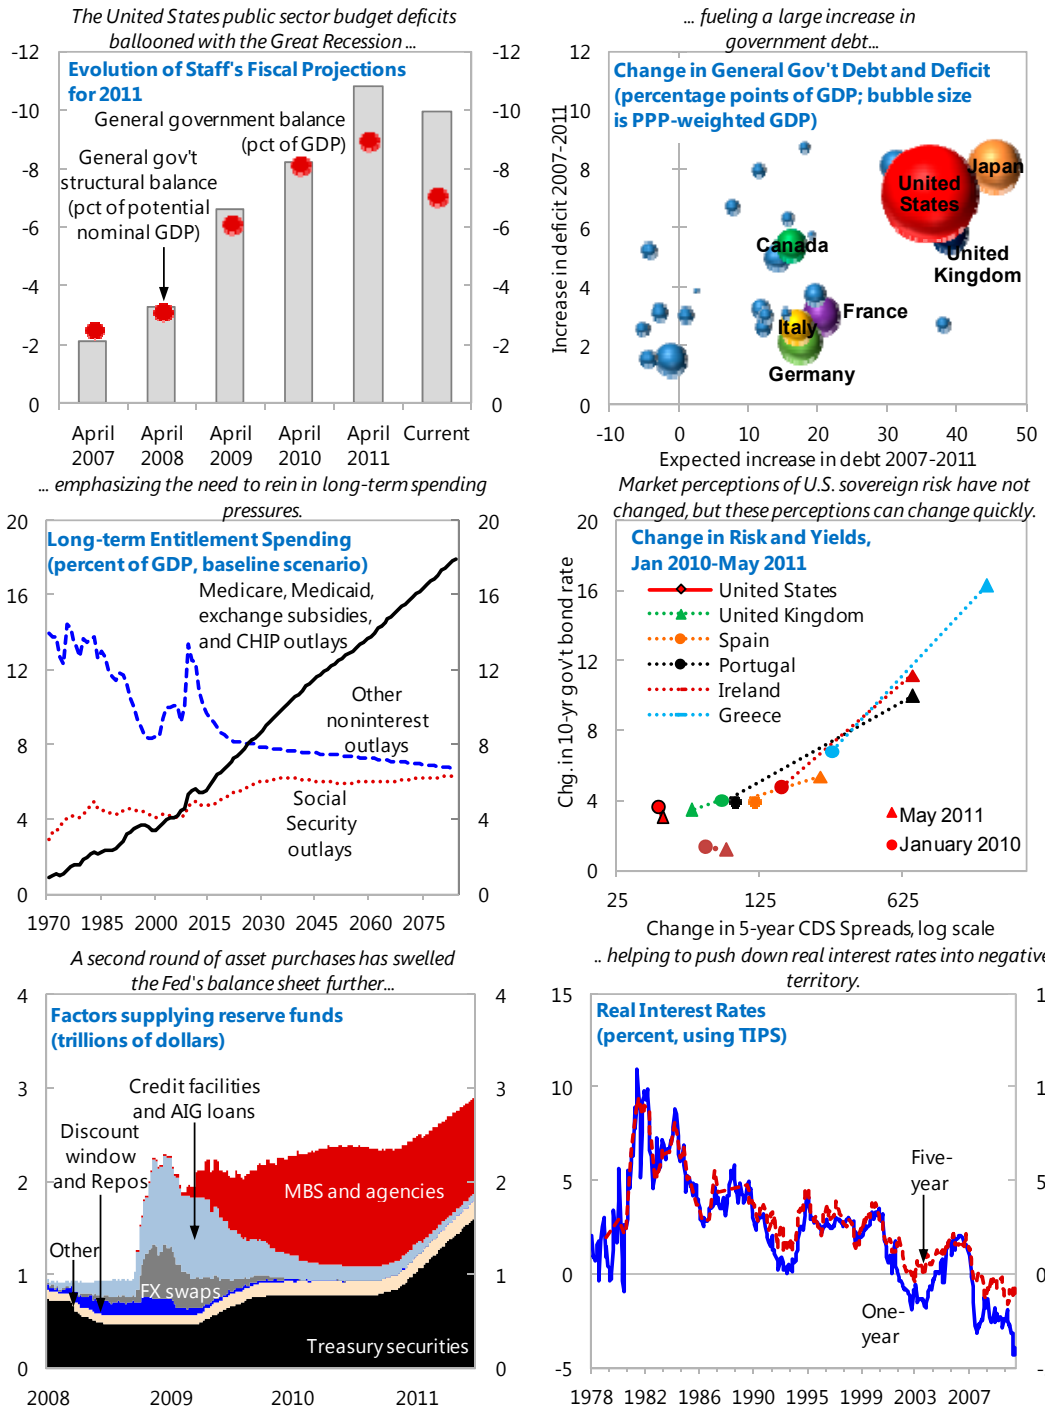 The United States public sector budget deficits
ballooned with the Great Recession ...
-12
-12
Evolution of Staff's Fiscal Projections
for 2011
-10
-10
General government balance
(pct of GDP)
General gov't
structural balance
(pct of potential
nominal GDP)
-8
-8
-6
-6
-4
-4
-2
-2
0
0
April
2007
April
2008
April
2009
April
2010
April
2011
Current
... fueling a large increase in
government debt...
12
Change in General Gov't Debt and Deficit
(percentage points of GDP; bubble size
is PPP-weighted GDP)
Increase in deficit 2007-2011
10
8
6
4
2
0
Japan
United
States
United
Kingdom
Canada
France
Italy
Germany
-10
0
10
20
30
40
50
Expected increase in debt 2007-2011
... emphasizing the need to rein in long-term spending
pressures.
20
20
Long-term Entitlement Spending
(percent of GDP, baseline scenario)
Medicare, Medicaid,
exchange subsidies,
and CHIP outlays
16
16
12
12
Other
noninterest
outlays
8
8
Social
Security
outlays
4
4
0
0
1970 1985 2000 2015 2030 2045 2060 2075
Market perceptions of U.S. sovereign risk have not
changed, but these perceptions can change quickly.
20
Change in Risk and Yields,
Jan 2010-May 2011
Chg. in 10-yr gov't bond rate
16
United States
United Kingdom
Spain
Portugal
Ireland
Greece
12
8
4
0
May 2011
January 2010
25
125
625
Change in 5-year CDS Spreads, log scale
A second round of asset purchases has swelled
the Fed's balance sheet further...
4
4
Factors supplying reserve funds
(trillions of dollars)
3
3
Credit facilities
and AIG loans
Discount
window
and Repos
2
2
MBS and agencies
Other
1
1
FX swaps
Treasury securities
0
0
2008
2009
2010
2011
.. helping to push down real interest rates into negative
territory.
15
1
Real Interest Rates
(percent, using TIPS)
10
1
5
5
Five-
year
0
0
One-
year
-5
-
1978 1982 1986 1990 1995 1999 2003 2007